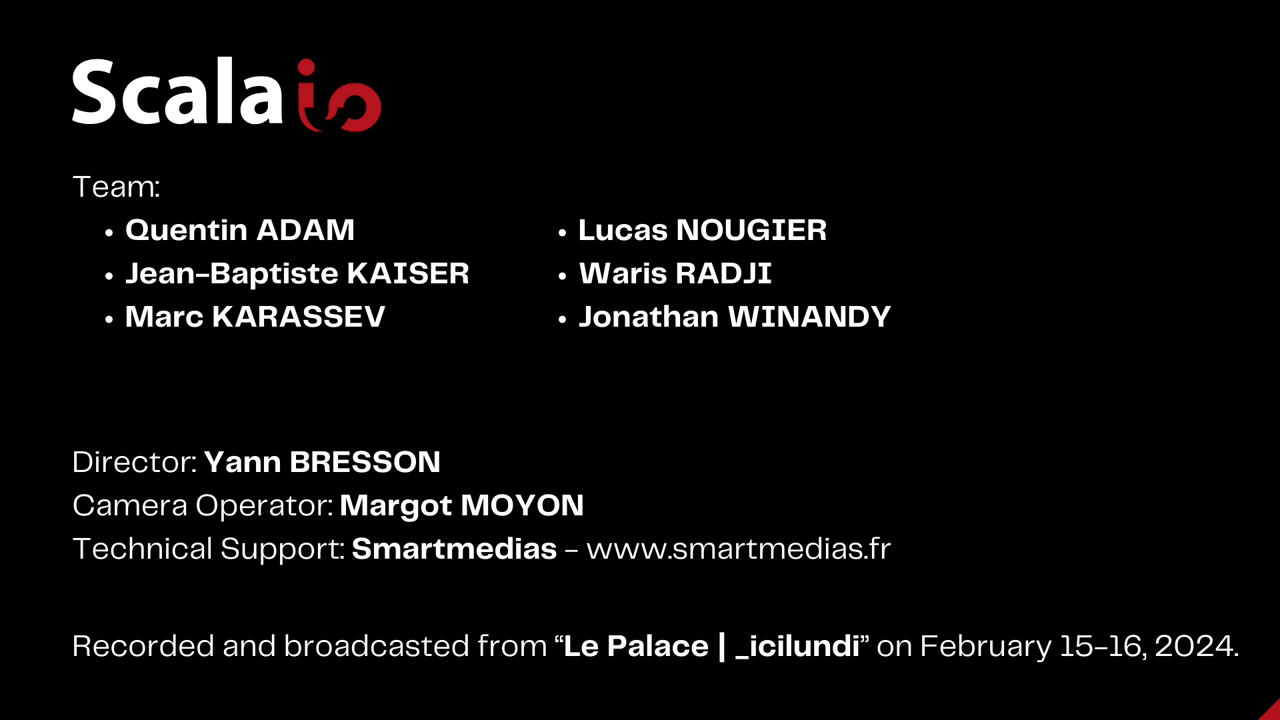 Scala io
Team:
• Quentin ADAM
• Jean-Baptiste KAISER
• Marc KARASSEV
• Lucas NOUGIER
• Waris RADJI
• Jonathan WINANDY
Director: Yann BRESSON
Camera Operator: Margot MOYON
Technical Support: Smartmedias - www.smartmedias.fr
Recorded and broadcasted from “Le Palace | _icilundi” on February 15-16, 2024.